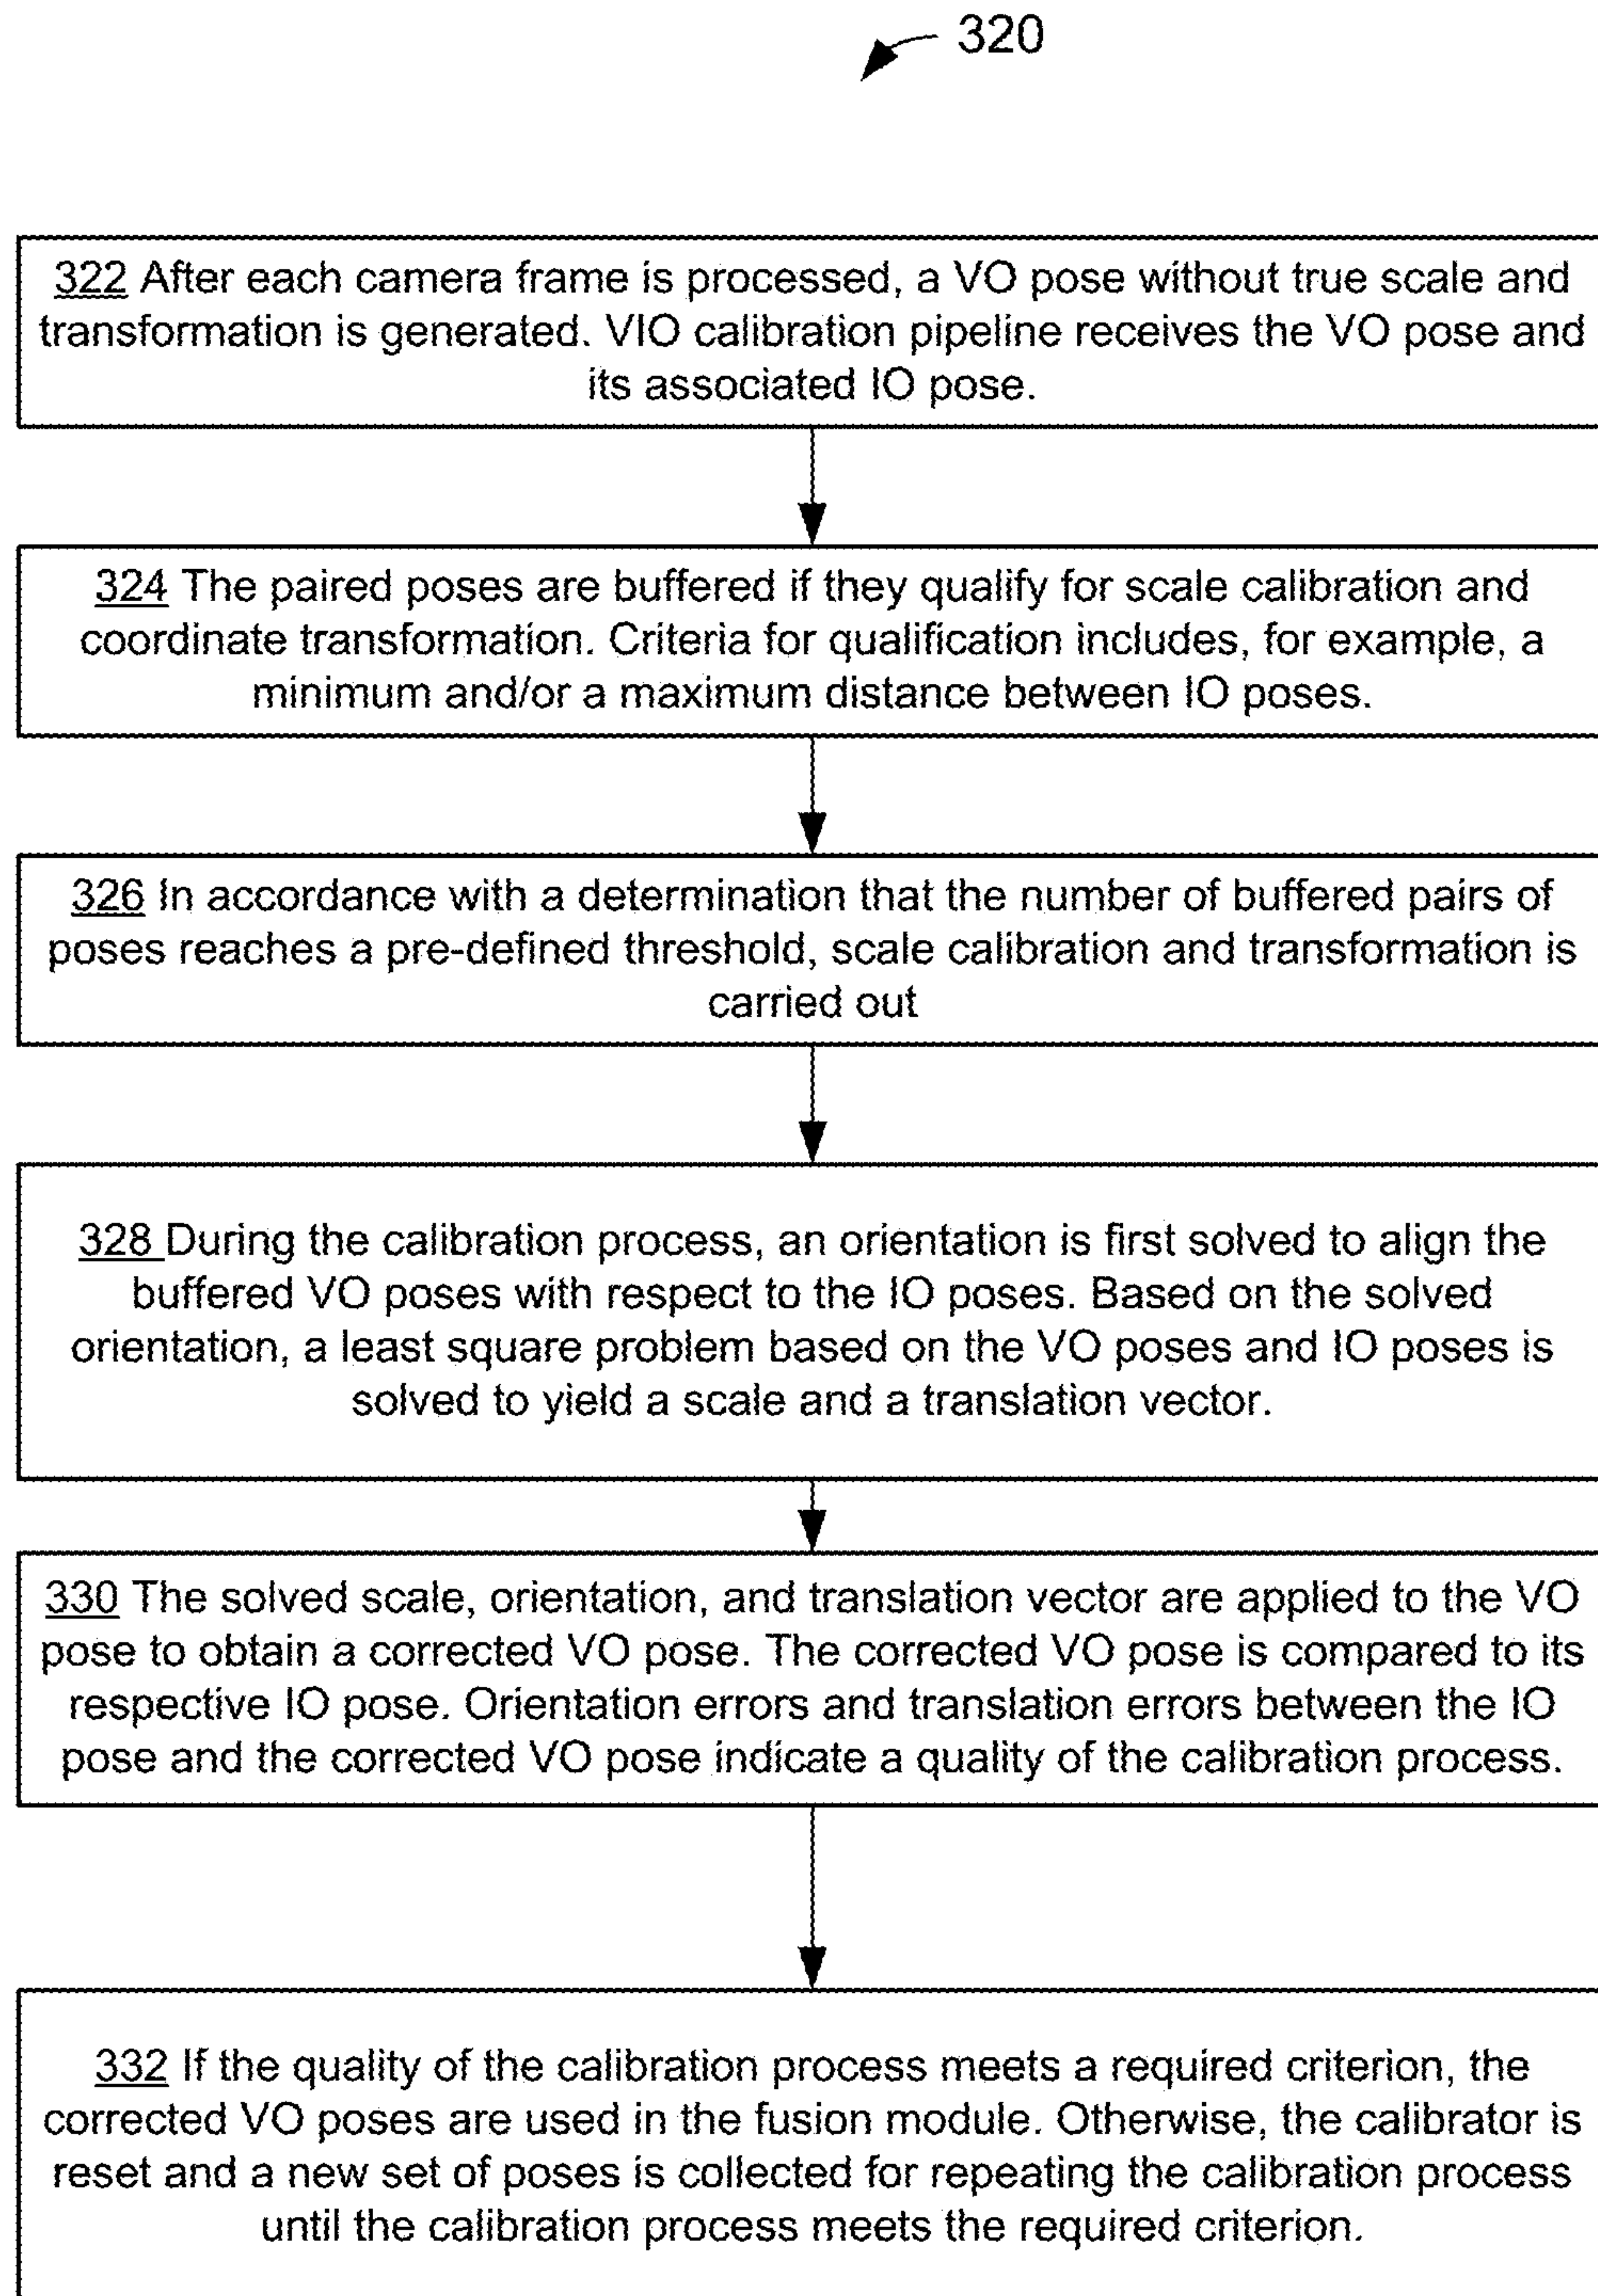 320
322 After each camera frame is processed, a VO pose without true scale and
transformation is generated. VIO calibration pipeline receives the VO pose and
its associated IO pose.
324 The paired poses are buffered if they qualify for scale calibration and
coordinate transformation. Criteria for qualification includes, for example, a
minimum and/or a maximum distance between IO poses.
326 In accordance with a determination that the number of buffered pairs of
poses reaches a pre-defined threshold, scale calibration and transformation is
carried out
328 During the calibration process, an orientation is first solved to align the
buffered VO poses with respect to the IO poses. Based on the solved
orientation, a least square problem based on the VO poses and IO poses is
solved to yield a scale and a translation vector.
330 The solved scale, orientation, and translation vector are applied to the VO
pose to obtain a corrected VO pose. The corrected VO pose is compared to its
respective IO pose. Orientation errors and translation errors between the IO
pose and the corrected VO pose indicate a quality of the calibration process.
332 If the quality of the calibration process meets a required criterion, the
corrected VO poses are used in the fusion module. Otherwise, the calibrator is
reset and a new set of poses is collected for repeating the calibration process
until the calibration process meets the required criterion.